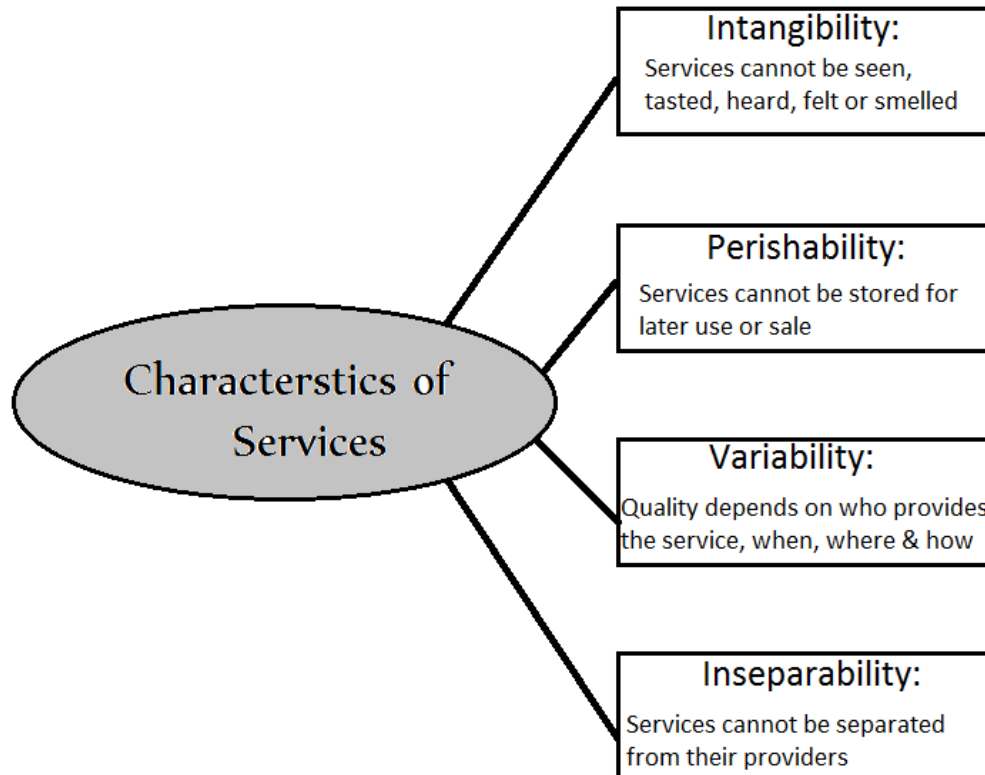 Intangibility:
Services cannot be seen,
tasted, heard, felt or smelled
Perishability:
Services cannot be stored for
later use or sale
Characterstics of
Services
Variability:
Quality depends on who provides
the service, when, where & how
Inseparability:
Services cannot be separated
from their providers